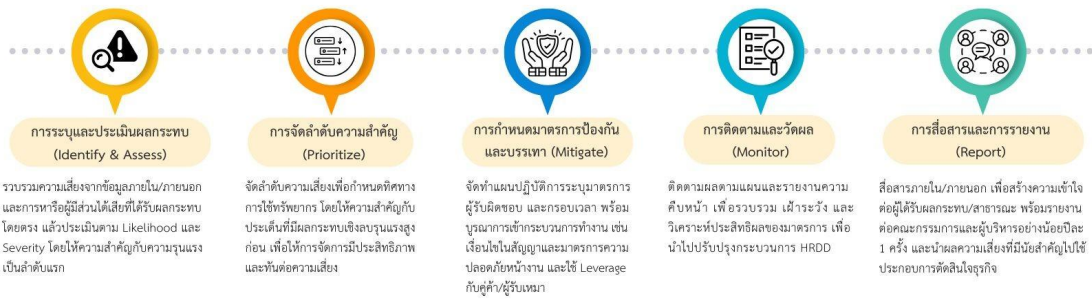 การระบุและประเมินผลกระทบ
(Identify & Assess)
รวบรวมความเสี่ยงจากข้อมูลภายใน/ภายนอก
และการหารือผู้มีส่วนได้เสียที่ได้รับผลกระทบ
โดยตรง แล้วประเมินตาม Likelihood และ
Severity โดยให้ความสำคัญกับความรุนแรง
เป็นลำดับแรก
การจัดลำดับความสำคัญ
(Prioritize)
จัดลำดับความเสี่ยงเพื่อกำหนดทิศทาง
การใช้ทรัพยากร โดยให้ความสำคัญกับ
ประเด็นที่มีผลกระทบเชิงลบรุนแรงสูง
ก่อน เพื่อให้การจัดการมีประสิทธิภาพ
และทันต่อความเสี่ยง
การกำหนดมาตรการป้องกัน
และบรรเทา (Mitigate)
จัดทำแผนปฏิบัติการระบุมาตรการ
ผู้รับผิดชอบ และกรอบเวลา พร้อม
บูรณาการเข้ากระบวนการทำงาน เช่น
เงื่อนไขในสัญญาและมาตรการความ
ปลอดภัยหน้างาน และใช้ Leverage
กับคู่ค้า/ผู้รับเหมา
การติดตามและวัดผล
(Monitor)
ติดตามผลตามแผนและรายงานความ
คืบหน้า เพื่อรวบรวม เฝ้าระวัง และ
วิเคราะห์ประสิทธิผลของมาตรการ เพื่อ
นำไปปรับปรุงกระบวนการ HRDD
การสื่อสารและการรายงาน
(Report)
สื่อสารภายใน/ภายนอก เพื่อสร้างความเข้าใจ
ต่อผู้ได้รับผลกระทบ/สาธารณะ พร้อมรายงาน
ต่อคณะกรรมการและผู้บริหารอย่างน้อยปีละ
1 ครั้ง และนำผลความเสี่ยงที่มีนัยสำคัญไปใช้
ประกอบการตัดสินใจธุรกิจ